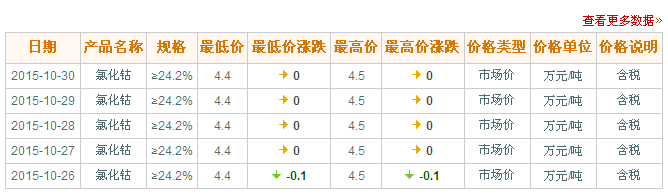 查看更多数据»
日期 产品名称 规格 最低价 最低价涨跌 最高价 最高价涨跌 价格类型 价格单位 价格说明
2015-10-30 氯化钴 ≥24.2% 4.4 0 4.5 0 市场价 万元/吨 含税
2015-10-29 氯化钴 ≥24.2% 4.4 0 4.5 0 市场价 万元/吨 含税
2015-10-28 氯化钴 ≥24.2% 4.4 0 4.5 0 市场价 万元/吨 含税
2015-10-27 氯化钴 ≥24.2% 4.4 0 4.5 0 市场价 万元/吨 含税
2015-10-26 氯化钴 ≥24.2% 4.4 -0.1 4.5 -0.1 市场价 万元/吨 含税